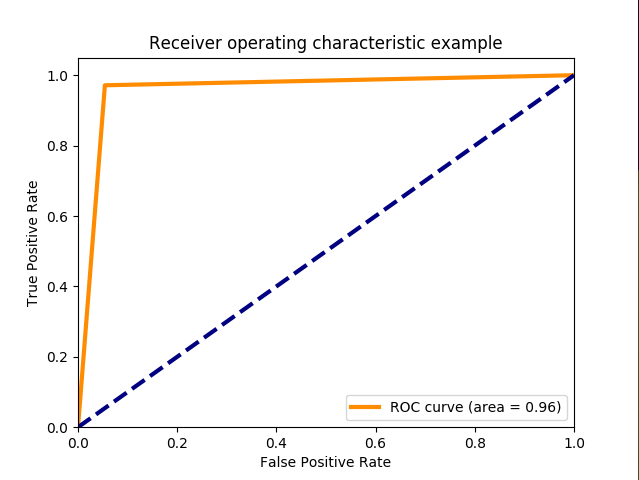 Receiver operating characteristic example
1.0
0.8
0.6
0.4
0.2
0.0
True Positive Rate
ROC curve (area = 0.96)
0.0 0.2 0.4 0.6 0.8 1.0
False Positive Rate